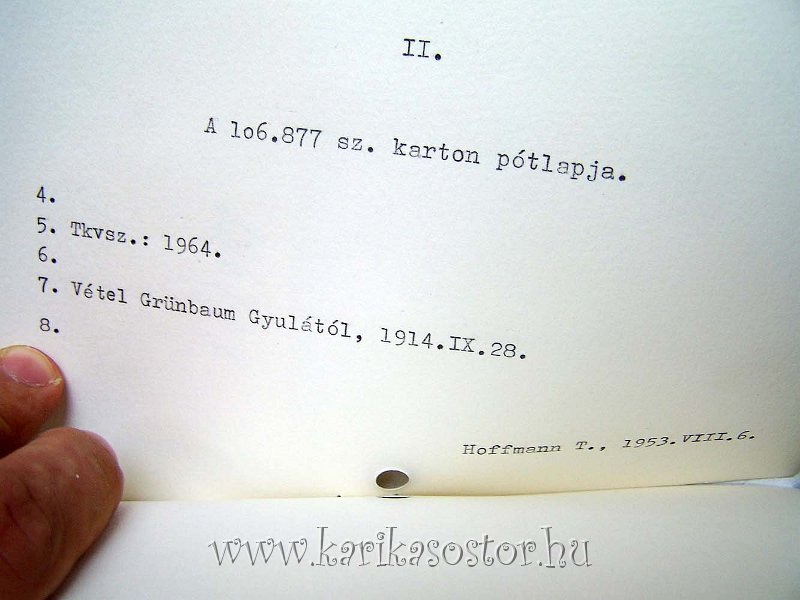 II.
A lo6.877 sz. karton pótlapja.
4.
5. Tkvsz.: 1964.
6.
7. Vétel Grünbaum Gyulától, 1914.IX.28.
8.
Hoffmann T., 1953.VIII.6.
www.karikasostor.hu